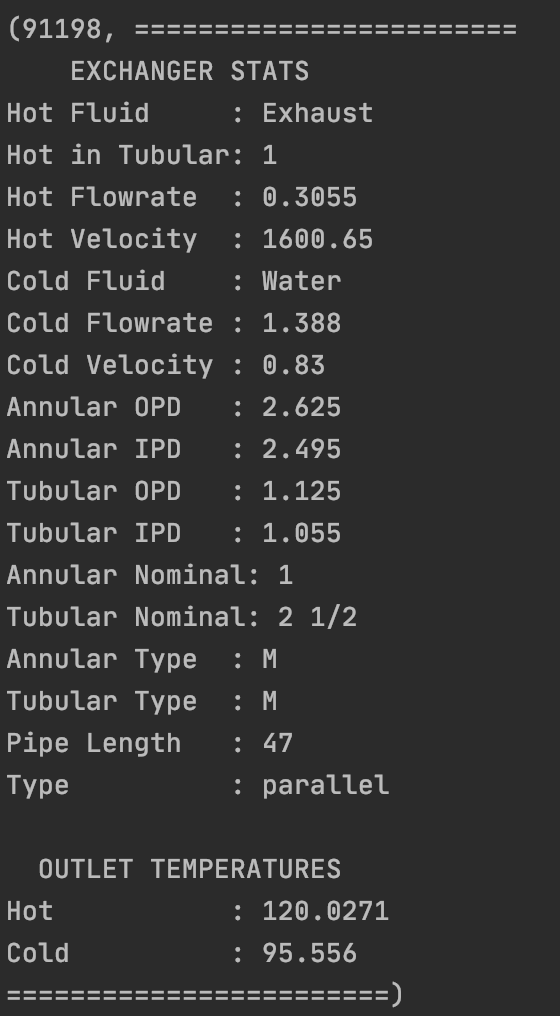 (91198, ========================
    EXCHANGER STATS
Hot Fluid     : Exhaust
Hot in Tubular: 1
Hot Flowrate  : 0.3055
Hot Velocity  : 1600.65
Cold Fluid    : Water
Cold Flowrate : 1.388
Cold Velocity : 0.83
Annular OPD   : 2.625
Annular IPD   : 2.495
Tubular OPD   : 1.125
Tubular IPD   : 1.055
Annular Nominal: 1
Tubular Nominal: 2 1/2
Annular Type  : M
Tubular Type  : M
Pipe Length   : 47
Type          : parallel

  OUTLET TEMPERATURES
Hot           : 120.0271
Cold          : 95.556
========================)